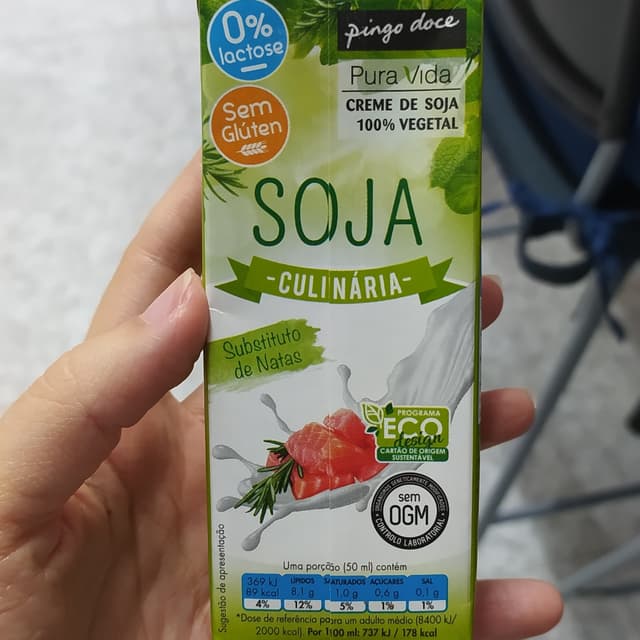 0%
lactose
pingo doce
Pura Vida
CREME DE SOJA
100% VEGETAL
Sem
Glúten
SOJA
-CULINÁRIA-
Substituto
de Natas
PROGRAMA
ECO
design
CARTÃO DE ORIGEM
SUSTENTÁVEL
ORGANISMOS GENETICAMENTE MODIFICADOS
sem
OGM
CONTROLO LABORATORIAL
Sugestão de apresentação
Uma porção (50 ml) contém
369 kJ LÍPIDOS SATURADOS AÇÚCARES SAL
89 kcal 8,1 g 1,0 g 0,6 g 0,1 g
4% 12% 5% 1% 1%
*Dose de referência para um adulto médio (8400 kJ/
2000 kcal). Por 100 ml: 737 kJ / 178 kcal